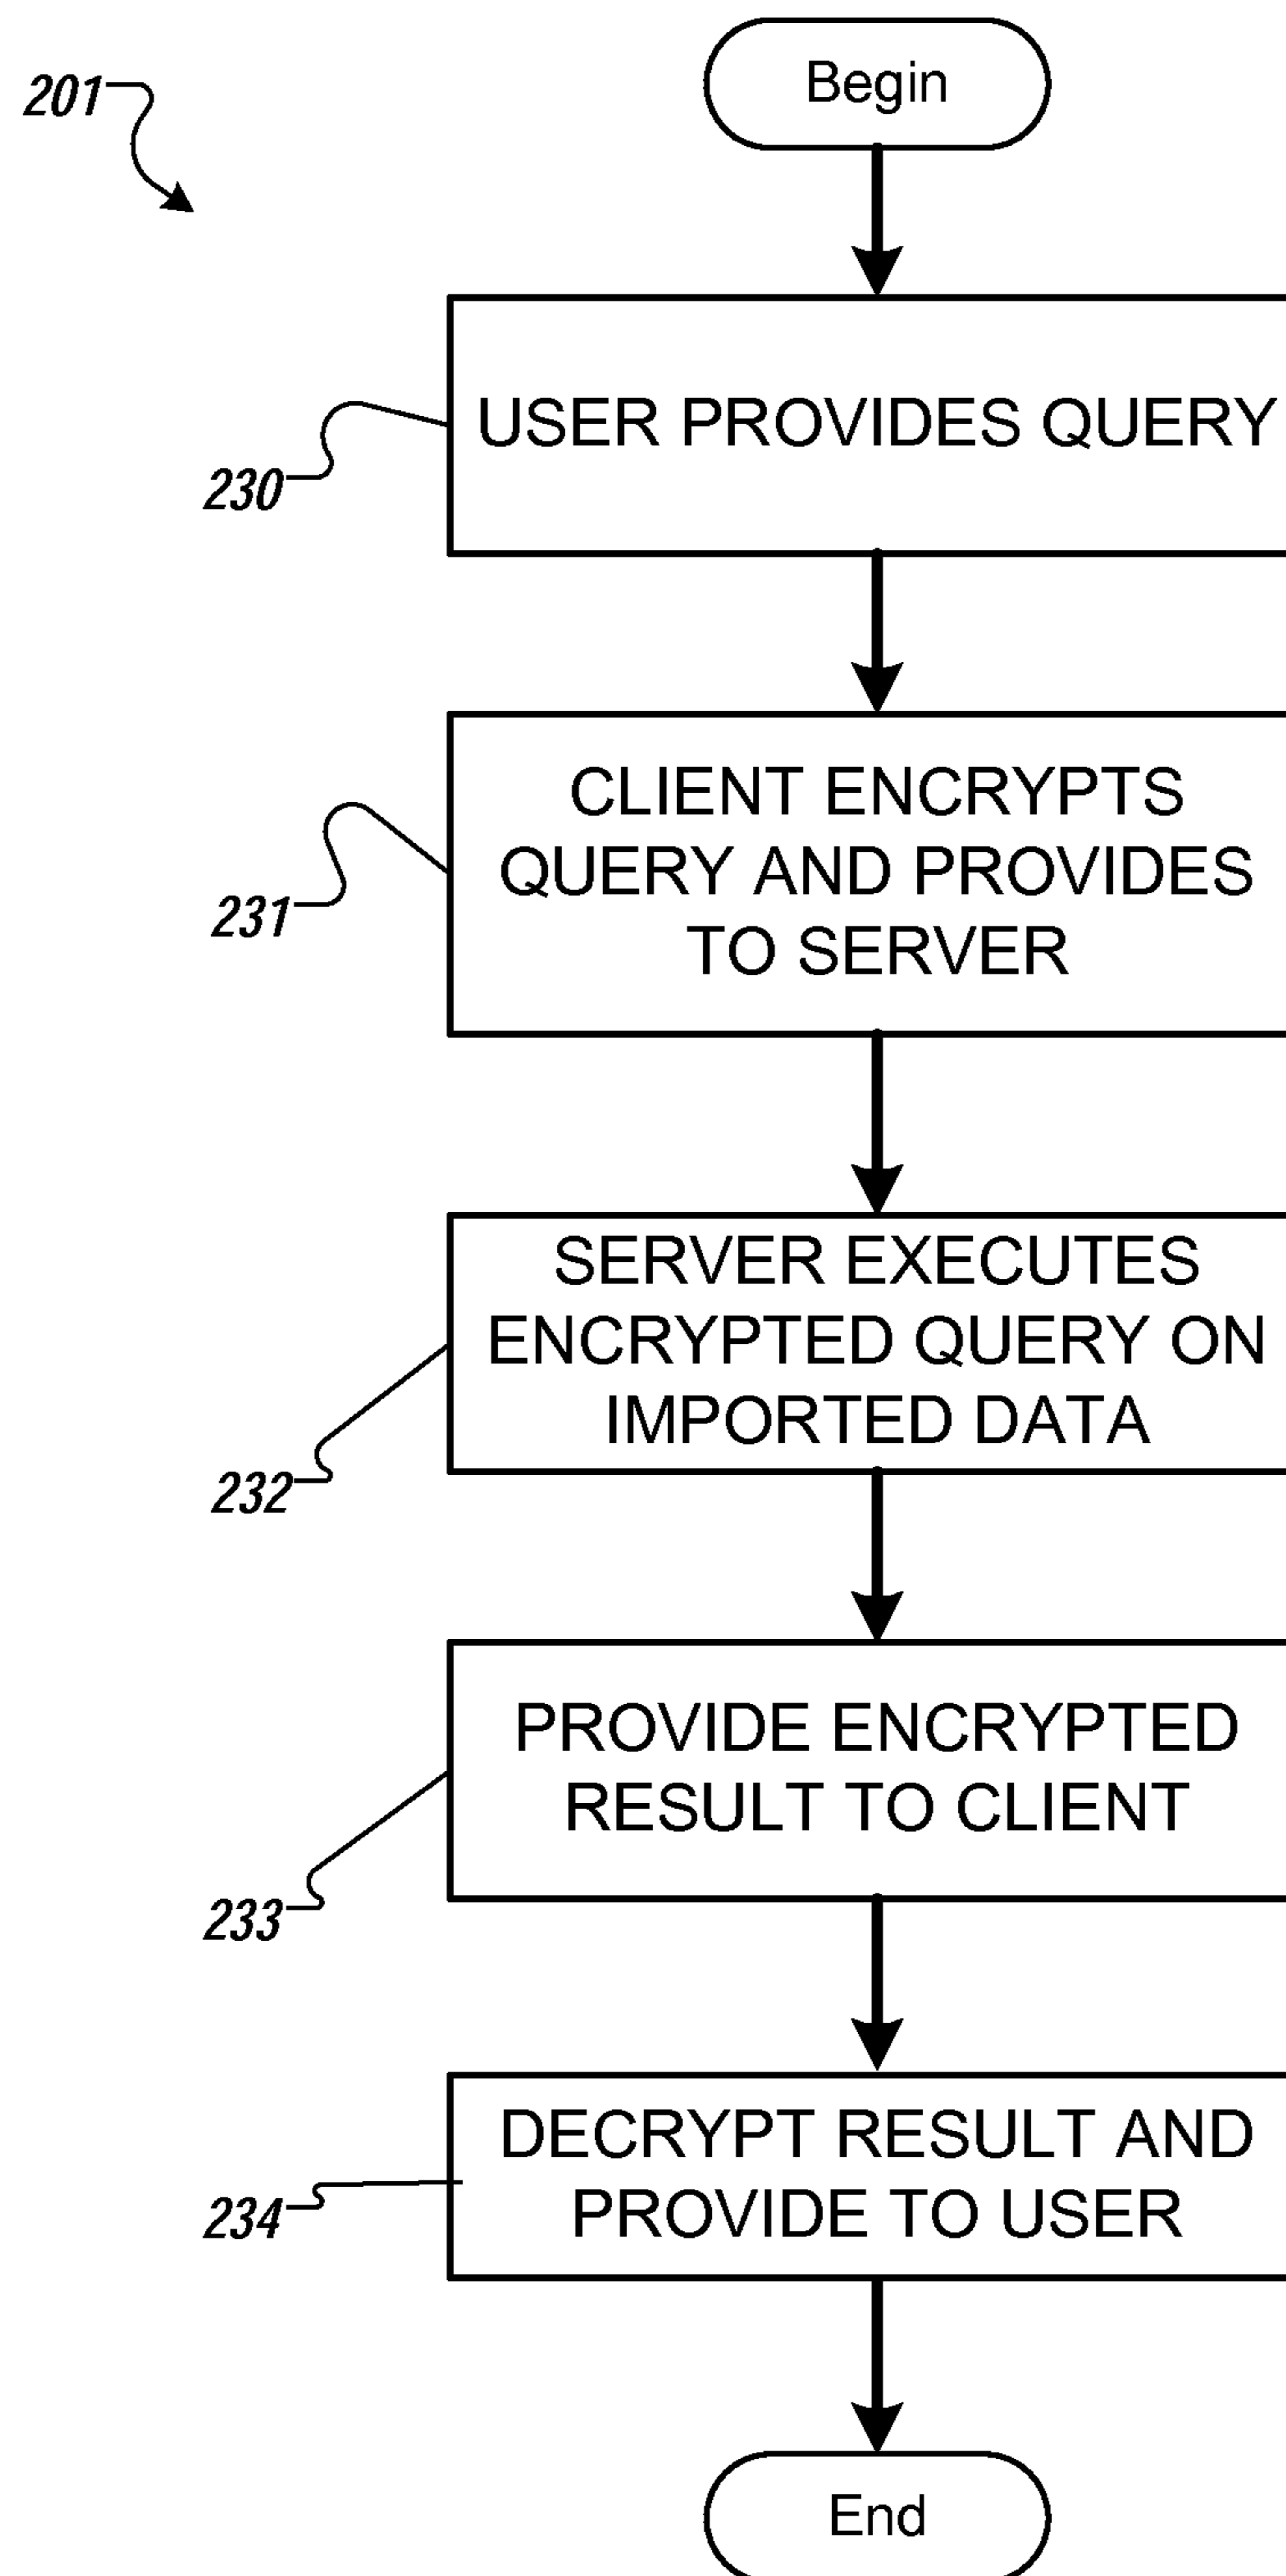 201
Begin
USER PROVIDES QUERY
230
CLIENT ENCRYPTS
QUERY AND PROVIDES
TO SERVER
231
SERVER EXECUTES
ENCRYPTED QUERY ON
IMPORTED DATA
232
PROVIDE ENCRYPTED
RESULT TO CLIENT
233
DECRYPT RESULT AND
PROVIDE TO USER
234
End